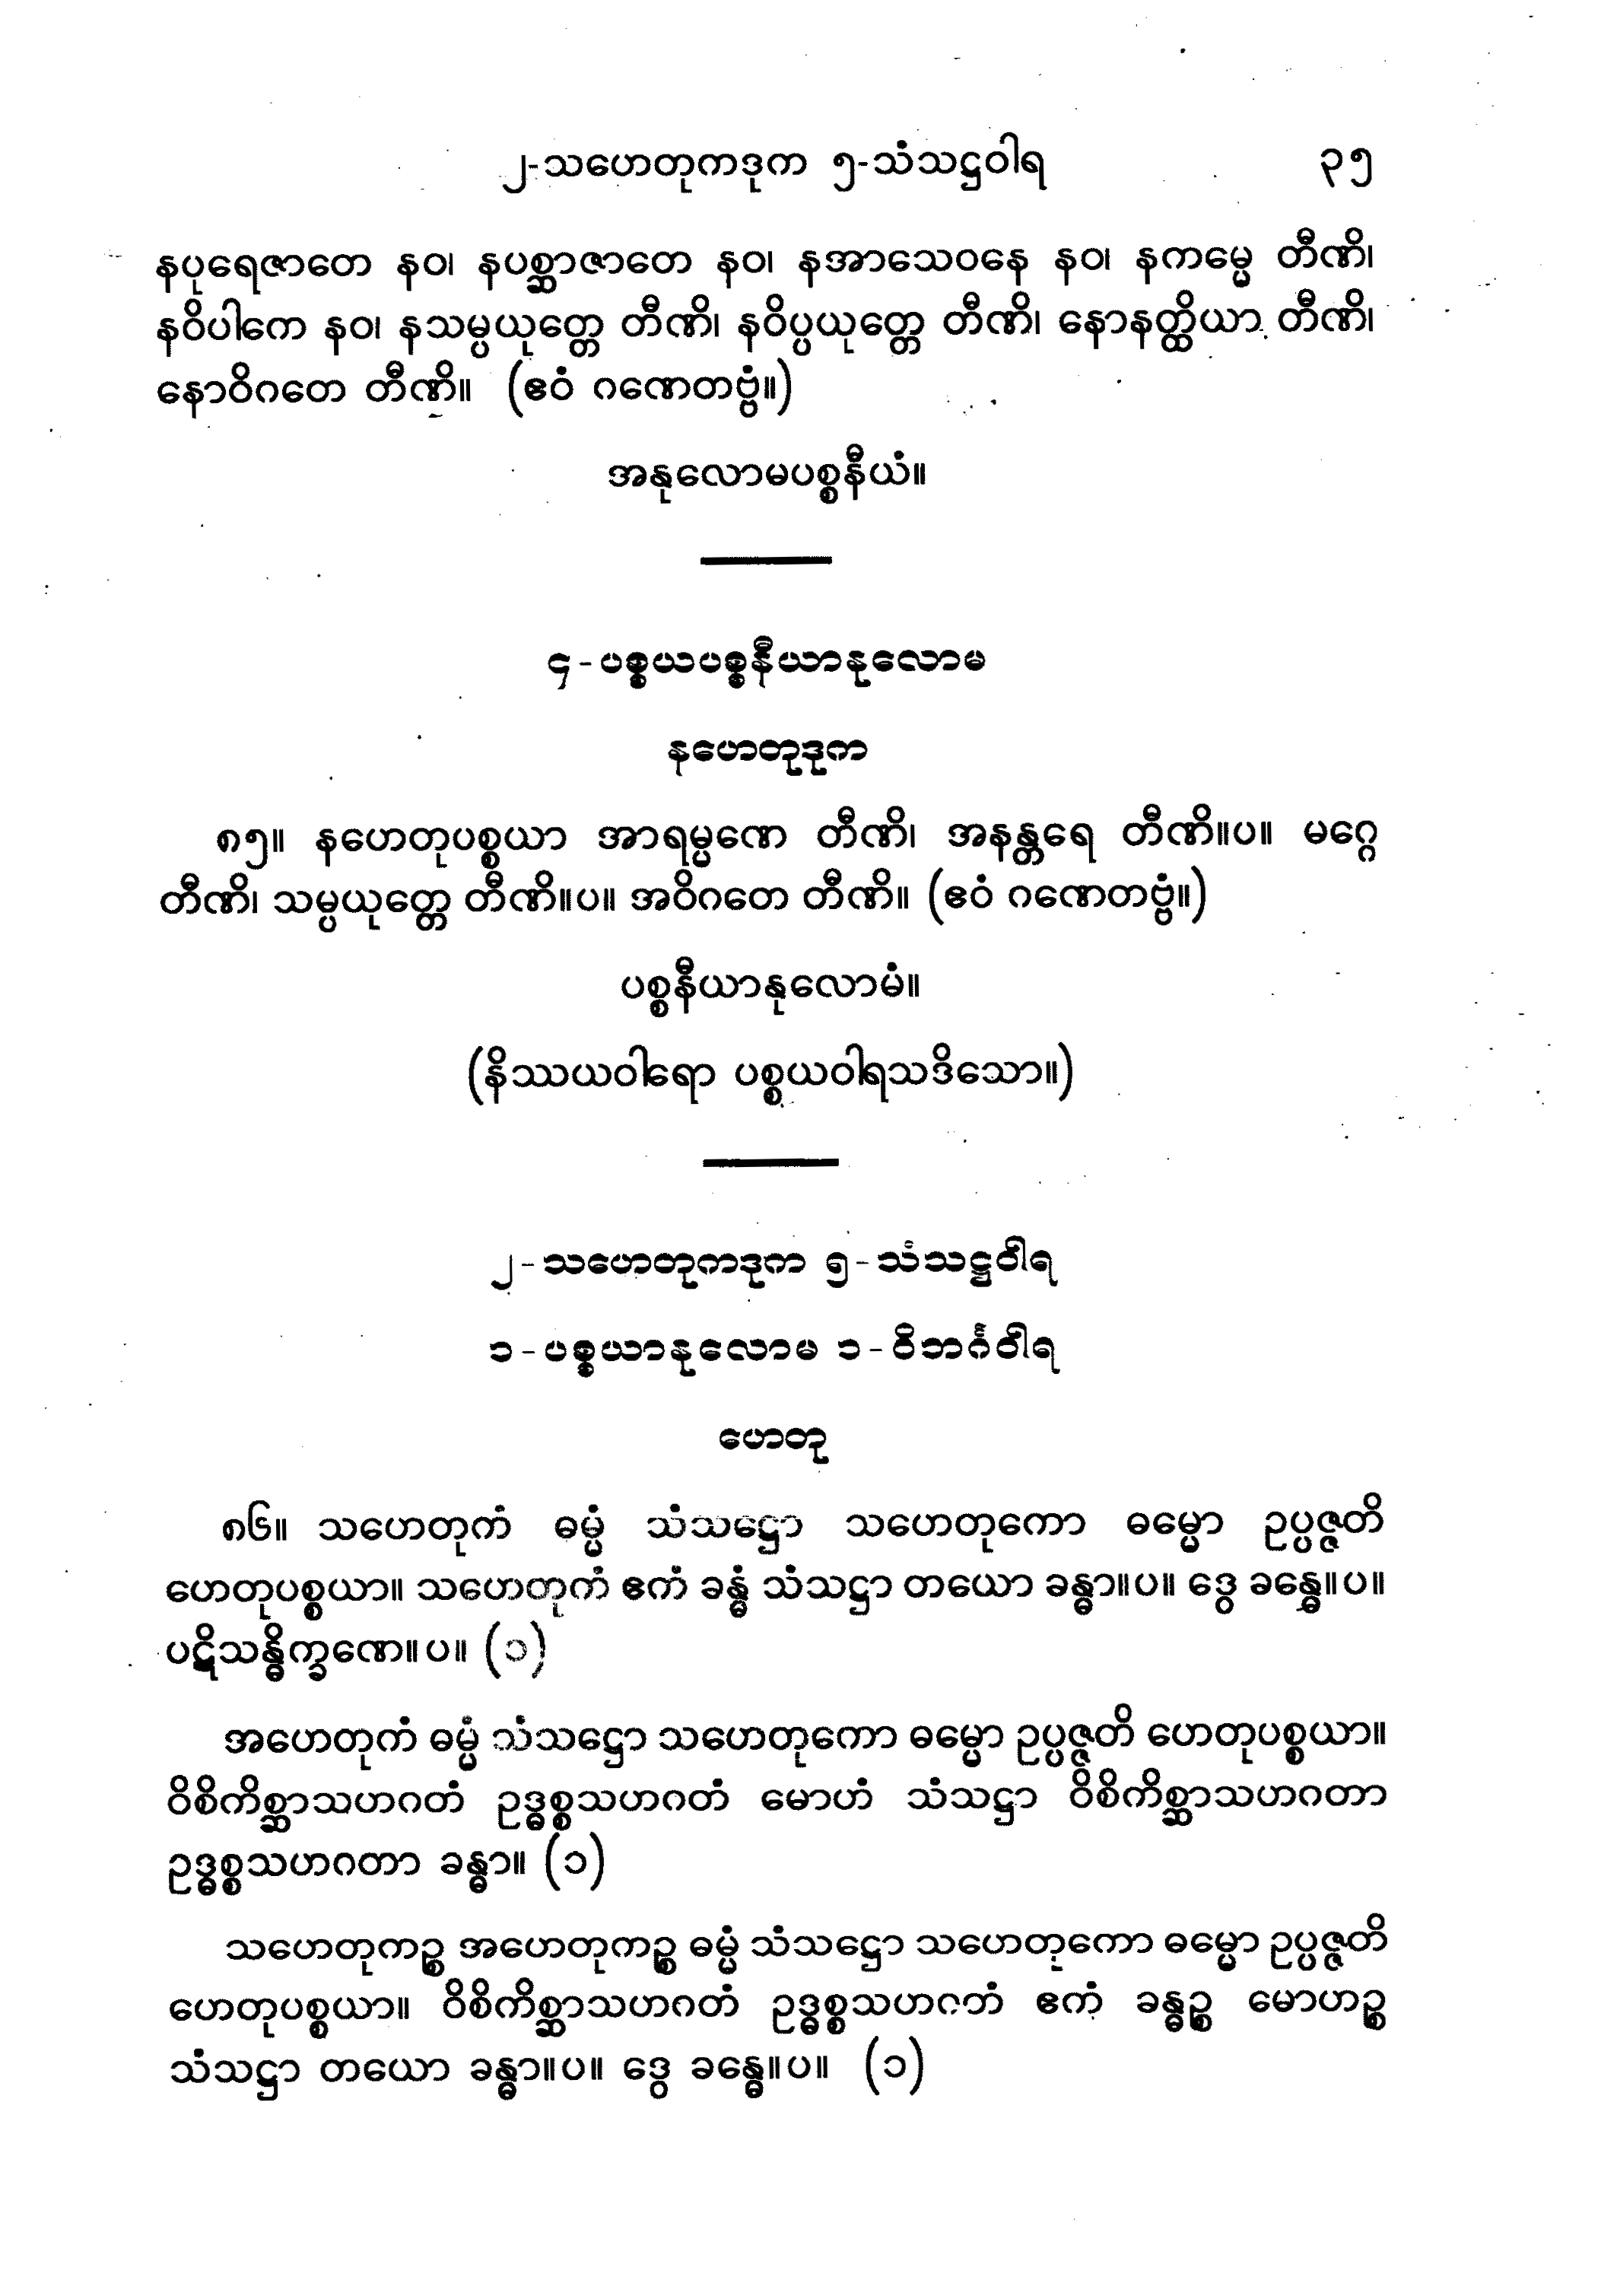 ၂-သဟေတုကဒုက ၅-သံသဋ္ဌဝါရ ၃၅
နပုရေဇာတေ နဝ၊ နပစ္ဆာဇာတေ နဝ၊ နအာသေဝနေ နဝ၊ နကမ္မေ တီဏိ၊
နဝိပါကေ နဝ၊ နသမ္ပယုတ္တေ တီဏိ၊ နဝိပ္ပယုတ္တေ တီဏိ၊ နောနတ္ထိယာ တီဏိ၊
နောဝိဂတေ တီဏိ။ (ဧဝံ ဂဏေတဗ္ဗံ။)
အနုလောမပစ္စနီယံ။
၄-ပစ္စယပစ္စနီယာနုလောမ
နဟေတုဒုက
၈၅။ နဟေတုပစ္စယာ အာရမ္မဏေ တီဏိ၊ အနန္တရေ တီဏိ။ပ။ မဂ္ဂေ
တီဏိ၊ သမ္ပယုတ္တေ တီဏိ။ပ။ အဝိဂတေ တီဏိ။ (ဧဝံ ဂဏေတဗ္ဗံ။)
ပစ္စနီယာနုလောမံ။
(နိဿယဝါရော ပစ္စယဝါရသဒိသော။)
၂-သဟေတုကဒုက ၅-သံသဋ္ဌဝါရ
၁-ပစ္စယာနုလောမ ၁-ဝိဘင်္ဂဝါရ
ဟေတု
၈၆။ သဟေတုကံ ဓမ္မံ သံသဋ္ဌော သဟေတုကော ဓမ္မော ဥပ္ပဇ္ဇတိ
ဟေတုပစ္စယာ။ သဟေတုကံ ဧကံ ခန္ဓံ သံသဋ္ဌာ တယော ခန္ဓာ။ပ။ ဒွေ ခန္ဓေ။ပ။
ပဋိသန္ဓိက္ခဏေ။ပ။ (၁)
အဟေတုကံ ဓမ္မံ သံသဋ္ဌော သဟေတုကော ဓမ္မော ဥပ္ပဇ္ဇတိ ဟေတုပစ္စယာ။
ဝိစိကိစ္ဆာသဟဂတံ ဥဒ္ဓစ္စသဟဂတံ မောဟံ သံသဋ္ဌာ ဝိစိကိစ္ဆာသဟဂတာ
ဥဒ္ဓစ္စသဟဂတာ ခန္ဓာ။ (၁)
သဟေတုကဉ္စ အဟေတုကဉ္စ ဓမ္မံ သံသဋ္ဌော သဟေတုကော ဓမ္မော ဥပ္ပဇ္ဇတိ
ဟေတုပစ္စယာ။ ဝိစိကိစ္ဆာသဟဂတံ ဥဒ္ဓစ္စသဟဂတံ ဧကံ ခန္ဓဉ္စ မောဟဉ္စ
သံသဋ္ဌာ တယော ခန္ဓာ။ပ။ ဒွေ ခန္ဓေ။ပ။ (၁)